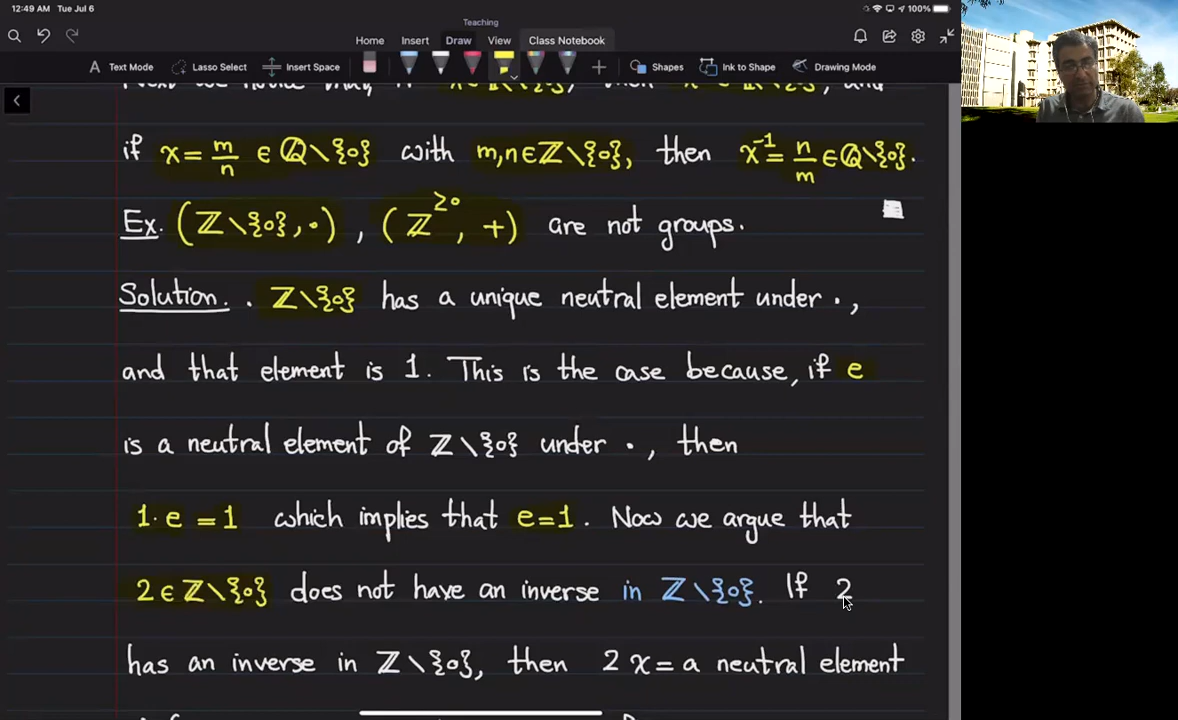 12:49 AM Tue Jul 6
100%
Teaching
Home Insert Draw View Class Notebook
Text Mode Lasso Select Insert Space Shapes Ink to Shape Drawing Mode
if x = m/n ∈ ℚ\{0} with m,n∈ℤ\{0}, then x⁻¹ = n/m ∈ℚ\{0}.
Ex. (ℤ\{0}, ·), (ℤ^≥0, +) are not groups.
Solution. · ℤ\{0} has a unique neutral element under · ,
and that element is 1. This is the case because, if e
is a neutral element of ℤ\{0} under · , then
1· e = 1 which implies that e=1. Now we argue that
2 ∈ ℤ\{0} does not have an inverse in ℤ\{0}. If 2
has an inverse in ℤ\{0}, then 2 x = a neutral element